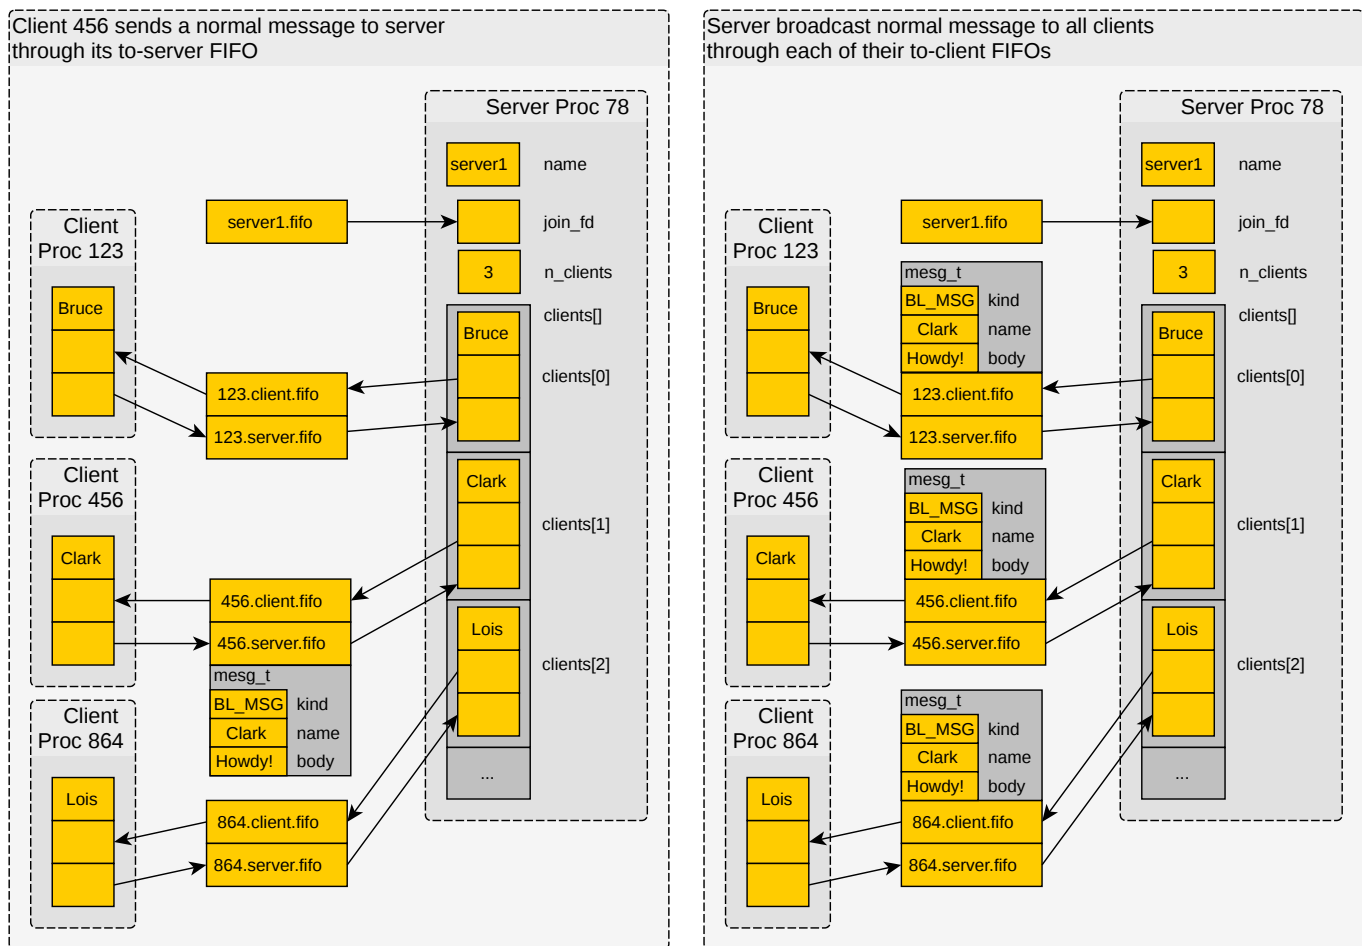 Client 456 sends a normal message to server
through its to-server FIFO
Server Proc 78
server1 name
server1.fifo join_fd
3 n_clients
clients[]
Client
Proc 123
Bruce
Bruce
clients[0]
123.client.fifo
123.server.fifo
Client
Proc 456
Clark
Clark
clients[1]
456.client.fifo
456.server.fifo
mesg_t
BL_MSG kind
Clark name
Howdy! body
Lois
clients[2]
...
Client
Proc 864
Lois
864.client.fifo
864.server.fifo
Server broadcast normal message to all clients
through each of their to-client FIFOs
Server Proc 78
server1 name
server1.fifo join_fd
3 n_clients
clients[]
Client
Proc 123
Bruce
mesg_t
BL_MSG kind
Clark name
Howdy! body
123.client.fifo
123.server.fifo
Bruce
clients[0]
Client
Proc 456
Clark
mesg_t
BL_MSG kind
Clark name
Howdy! body
456.client.fifo
456.server.fifo
Clark
clients[1]
Lois
clients[2]
...
Client
Proc 864
Lois
mesg_t
BL_MSG kind
Clark name
Howdy! body
864.client.fifo
864.server.fifo